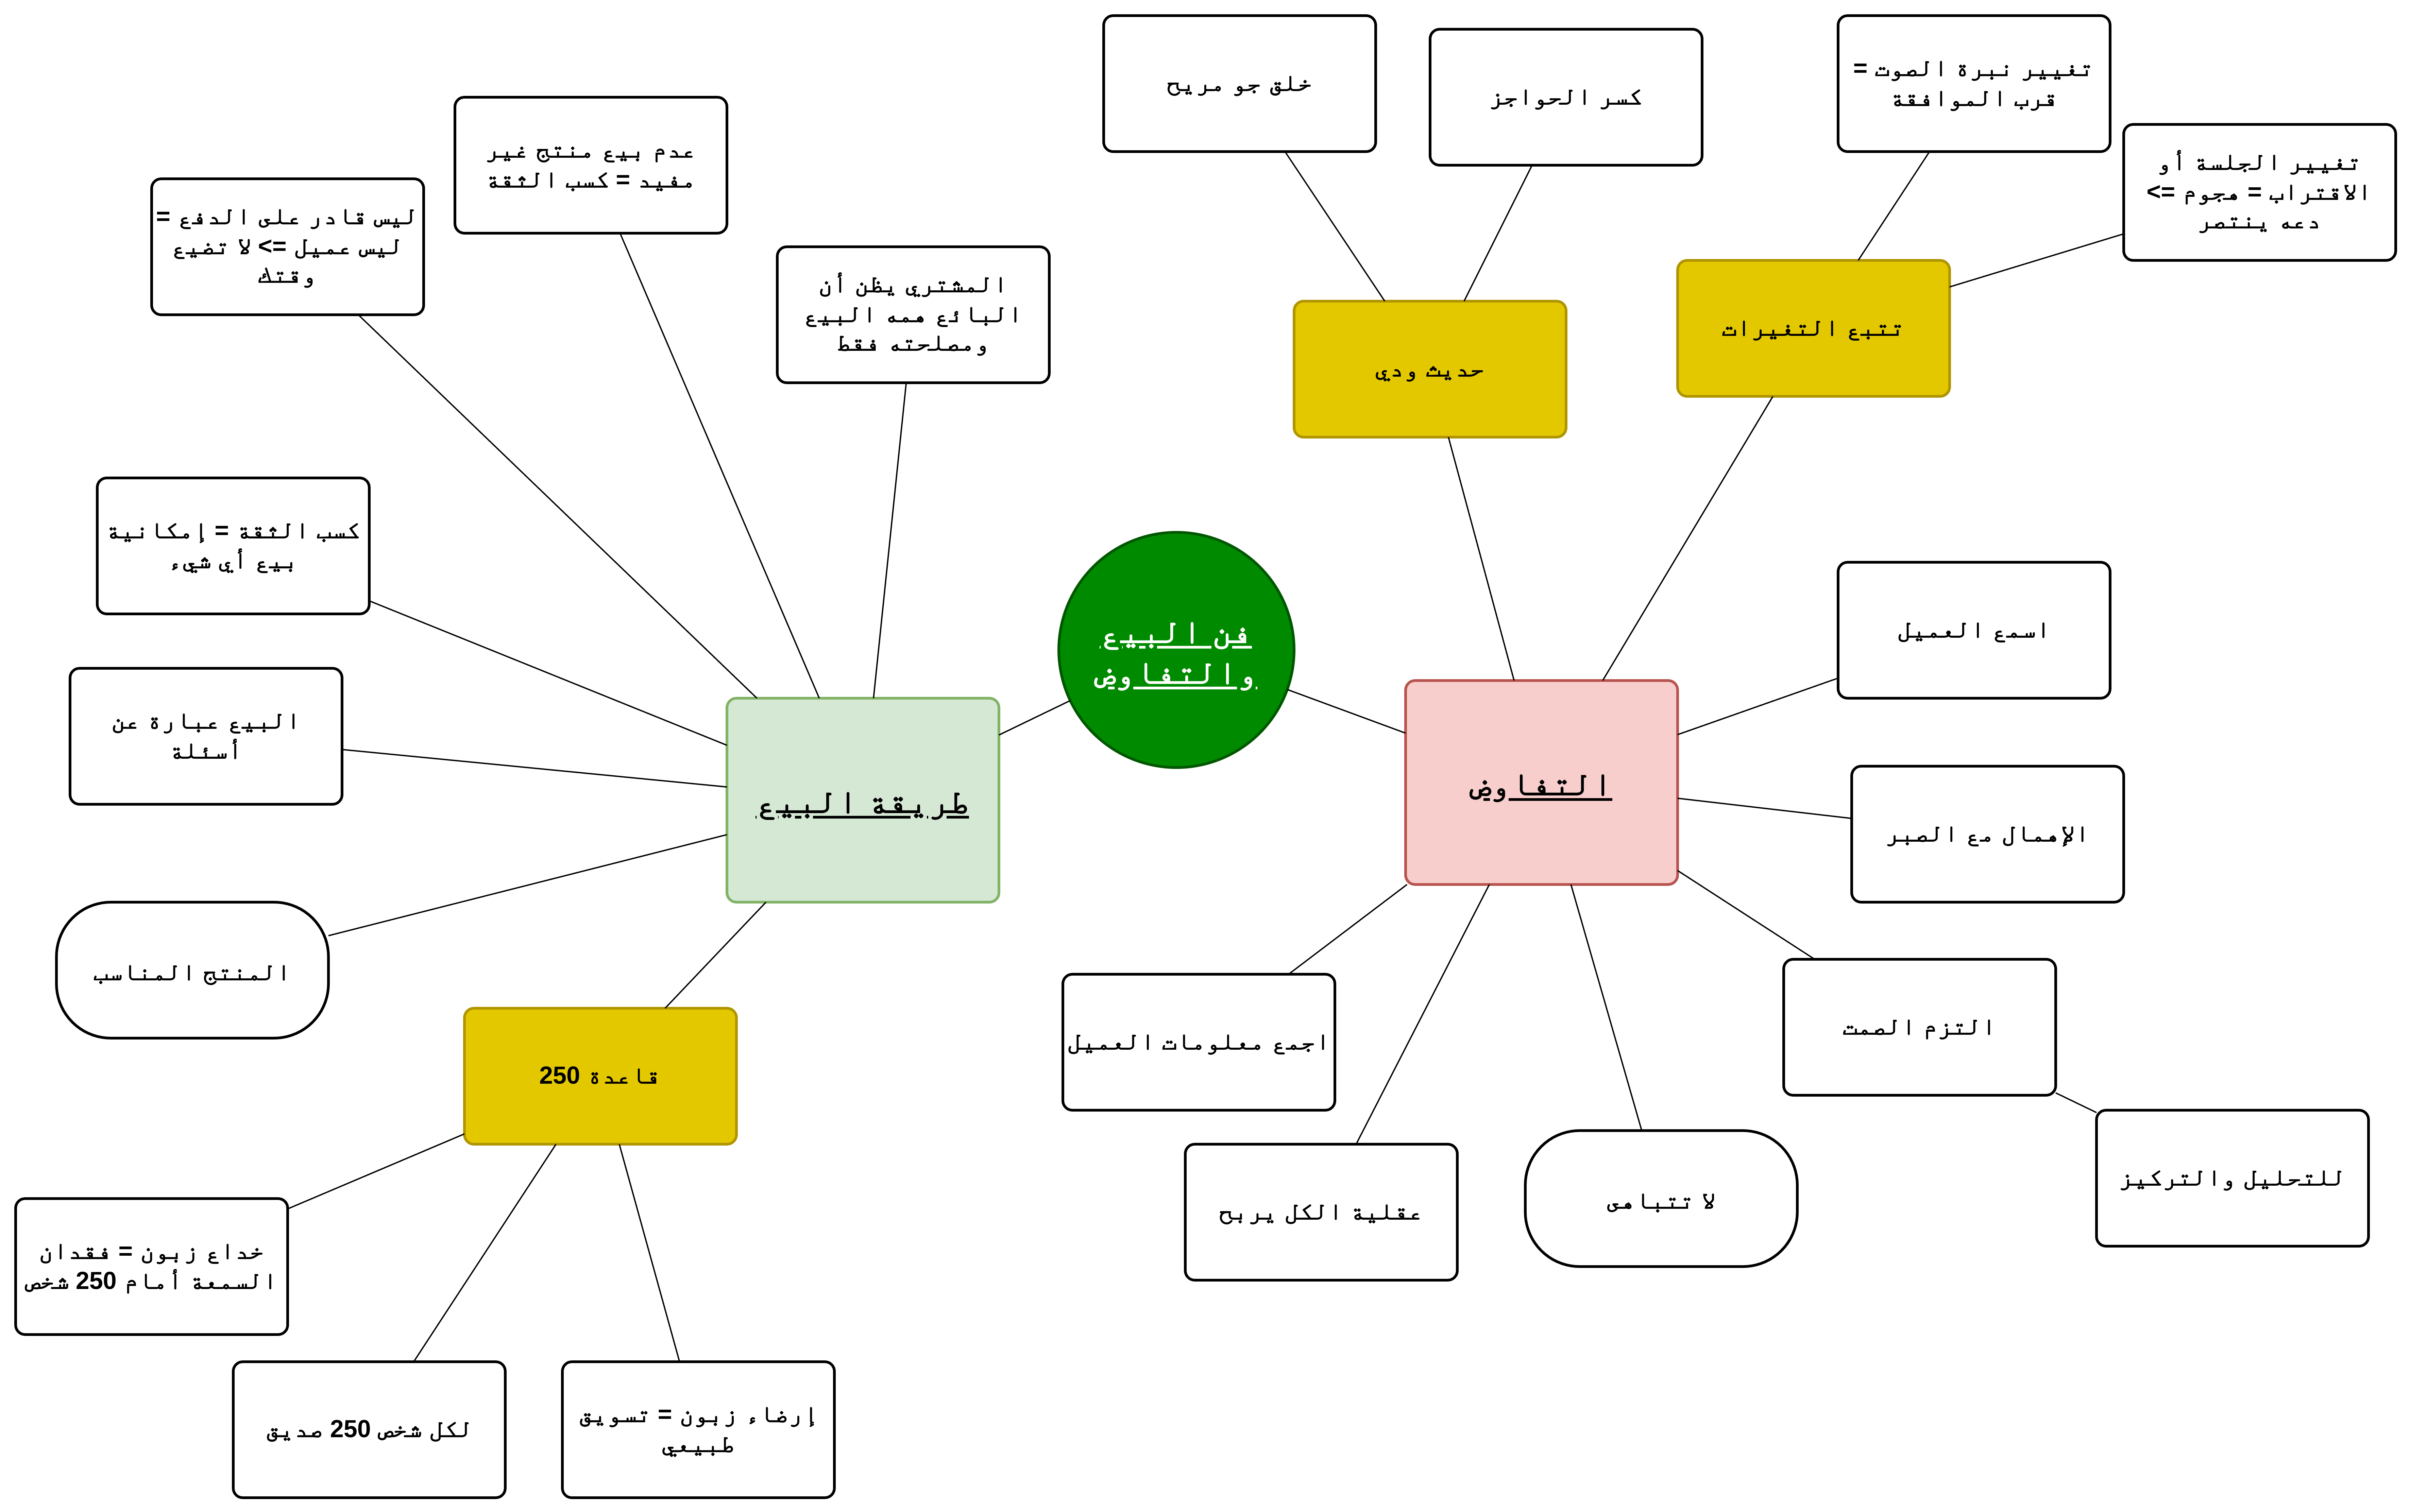 خلق جو مريح
كسر الحواجز
تغيير نبرة الصوت =
قرب الموافقة
تغيير الجلسة أو
الاقتراب = هجوم =>
دعه ينتصر
عدم بيع منتج غير
مفيد = كسب الثقة
ليس قادر على الدفع =
ليس عميل => لا تضيع
وقتك
المشتري يظن أن
البائع همه البيع
ومصلحته فقط
حديث ودي
تتبع التغيرات
كسب الثقة = إمكانية
بيع أي شيء
فن البيع
والتفاوض
اسمع العميل
البيع عبارة عن
أسئلة
طريقة البيع
التفاوض
الإهمال مع الصبر
المنتج المناسب
التزم الصمت
اجمع معلومات العميل
قاعدة 250
للتحليل والتركيز
لا تتباهى
عقلية الكل يربح
خداع زبون = فقدان
السمعة أمام 250 شخص
لكل شخص 250 صديق
إرضاء زبون = تسويق
طبيعي